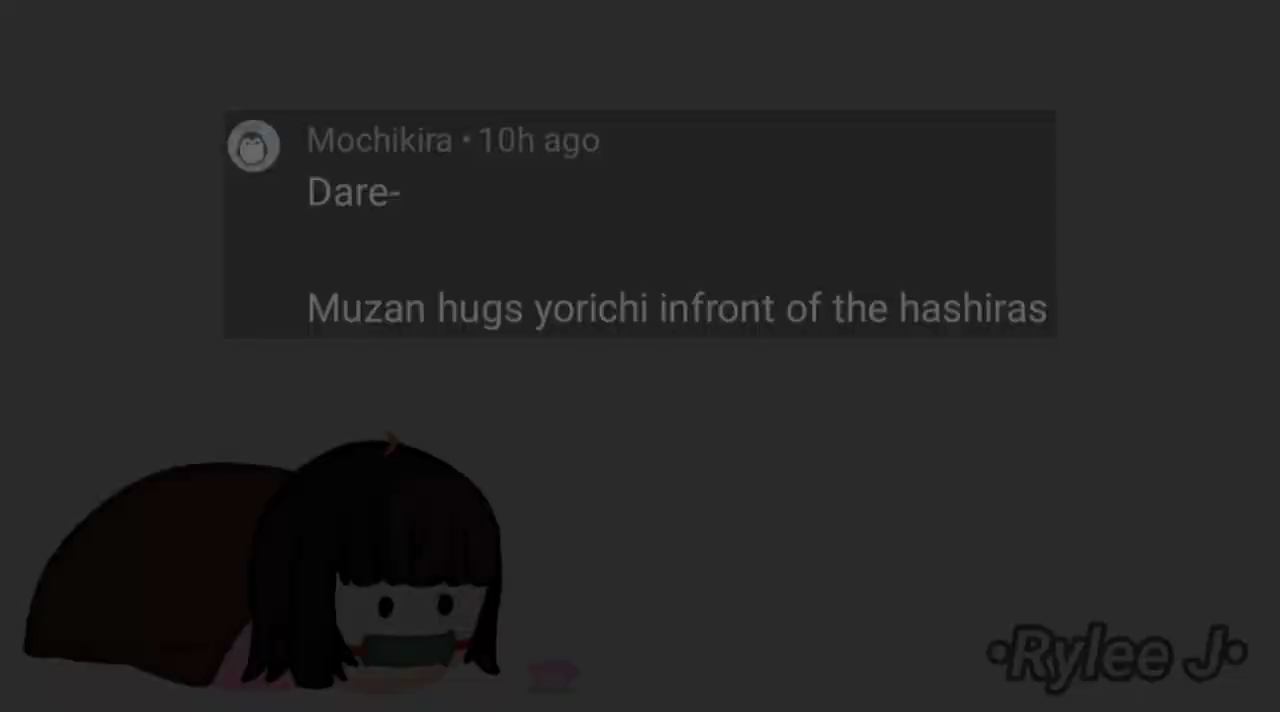 Mochikira • 10h ago
Dare-
Muzan hugs yorichi infront of the hashiras
•Rylee J•